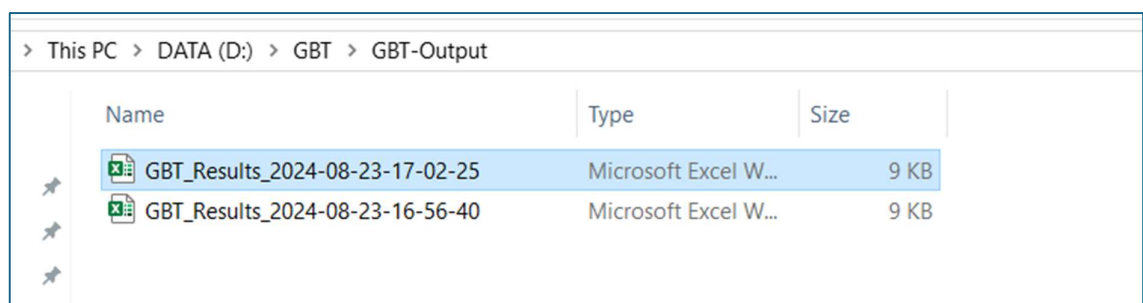 > This PC > DATA (D:) > GBT > GBT-Output
Name Type Size
GBT_Results_2024-08-23-17-02-25 Microsoft Excel W... 9 KB
GBT_Results_2024-08-23-16-56-40 Microsoft Excel W... 9 KB